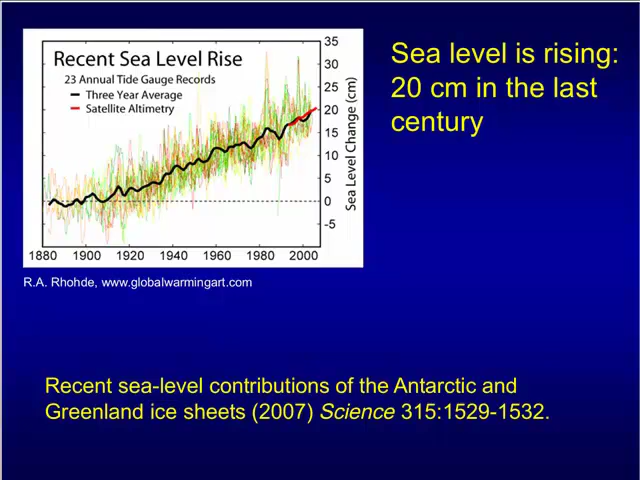 Sea level is rising:
20 cm in the last
century
Recent Sea Level Rise
23 Annual Tide Gauge Records
Three Year Average
Satellite Altimetry
35
30
25
20
15
10
5
0
-5
Sea Level Change (cm)
1880 1900 1920 1940 1960 1980 2000
R.A. Rhohde, www.globalwarmingart.com
Recent sea-level contributions of the Antarctic and
Greenland ice sheets (2007) Science 315:1529-1532.